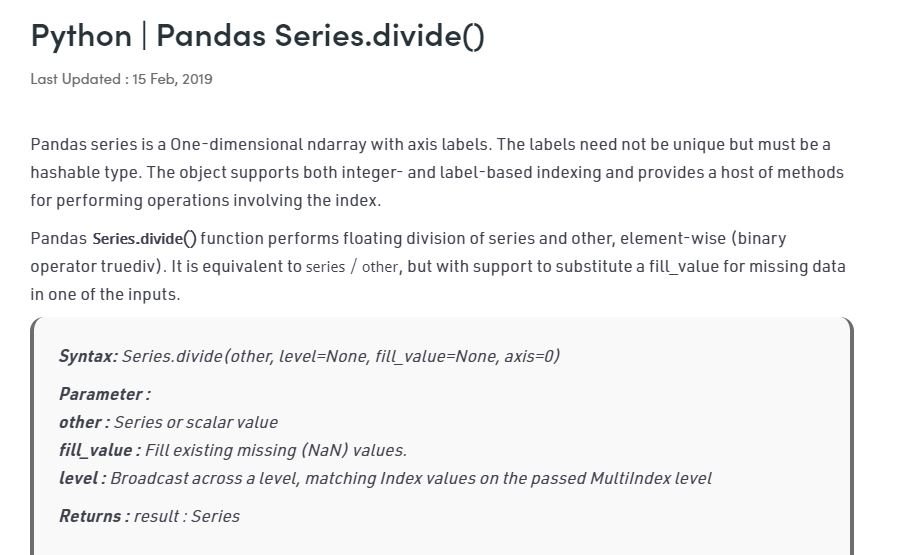 Python | Pandas Series.divide()
Last Updated : 15 Feb, 2019
Pandas series is a One-dimensional ndarray with axis labels. The labels need not be unique but must be a
hashable type. The object supports both integer- and label-based indexing and provides a host of methods
for performing operations involving the index.
Pandas Series.divide() function performs floating division of series and other, element-wise (binary
operator truediv). It is equivalent to series / other, but with support to substitute a fill_value for missing data
in one of the inputs.
Syntax: Series.divide(other, level=None, fill_value=None, axis=0)
Parameter :
other : Series or scalar value
fill_value : Fill existing missing (NaN) values.
level : Broadcast across a level, matching Index values on the passed MultiIndex level
Returns : result : Series